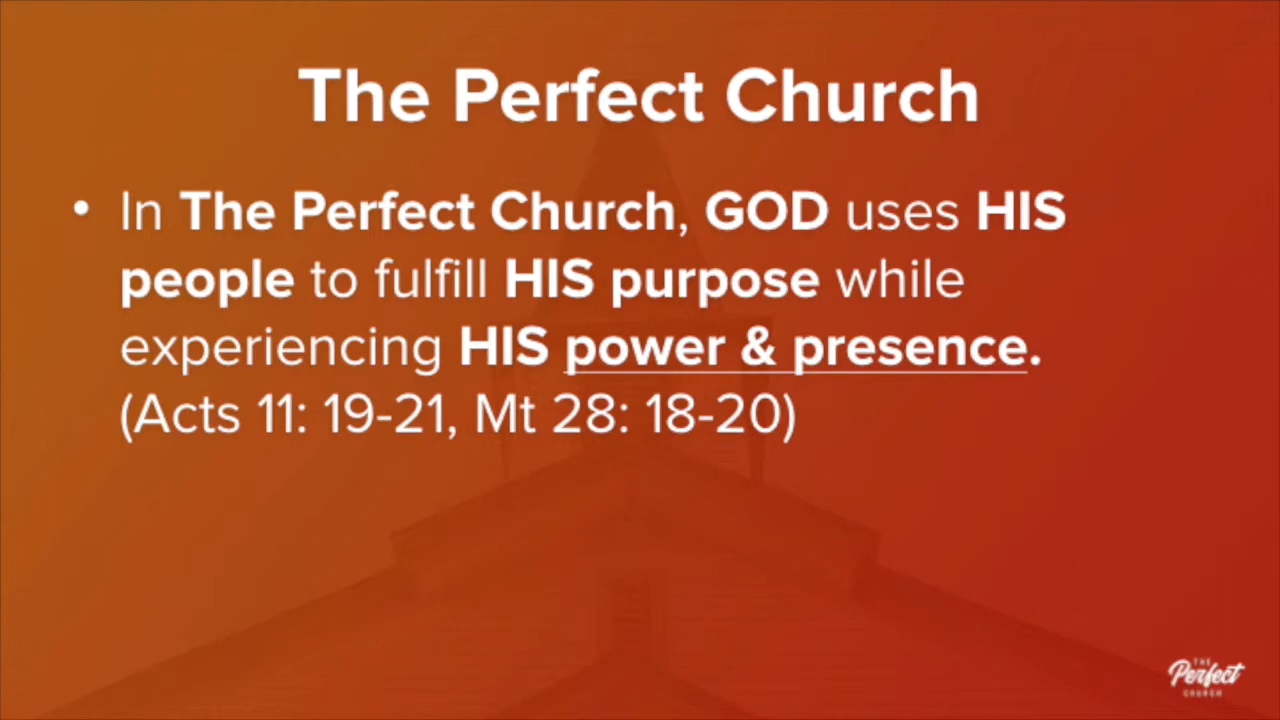 The Perfect Church
• In The Perfect Church, GOD uses HIS
people to fulfill HIS purpose while
experiencing HIS power & presence.
(Acts 11: 19-21, Mt 28: 18-20)
THE
Perfect
CHURCH